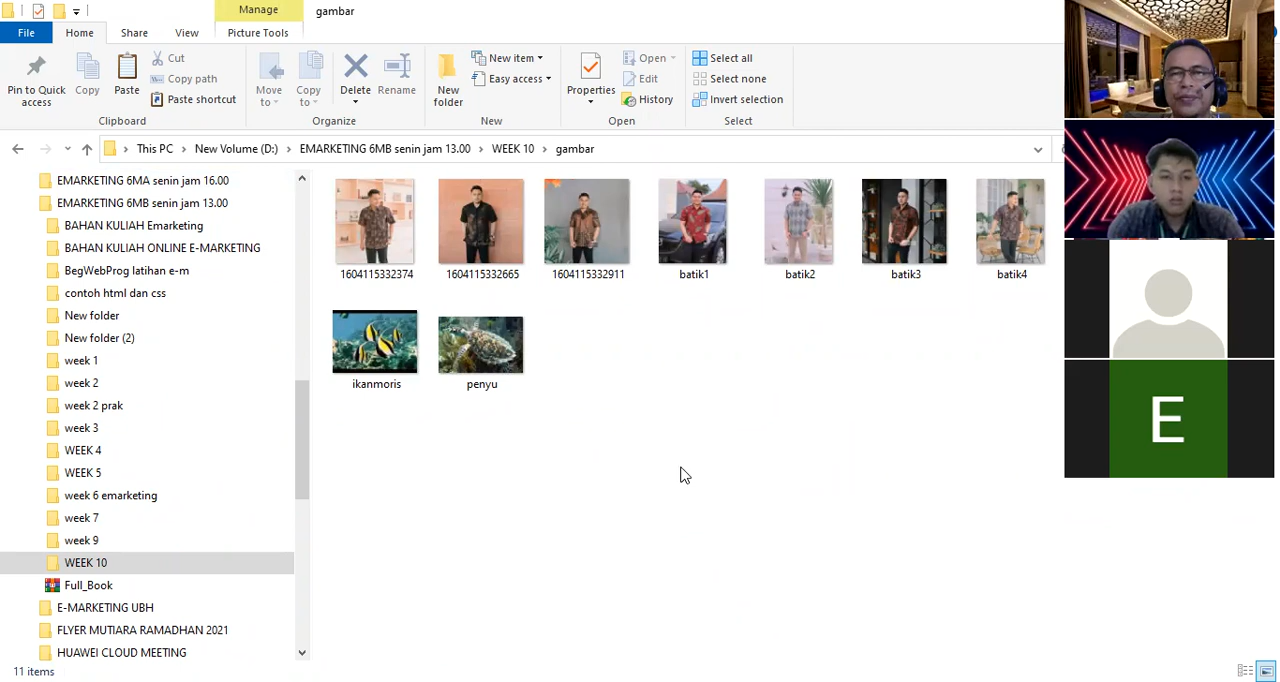 Manage
gambar
File
Home
Share
View
Picture Tools
Pin to Quick access
Copy
Paste
Cut
Copy path
Paste shortcut
Clipboard
Move to
Copy to
Delete
Rename
Organize
New folder
New item
Easy access
New
Properties
Open
Edit
History
Open
Select all
Select none
Invert selection
Select
This PC > New Volume (D:) > EMARKETING 6MB senin jam 13.00 > WEEK 10 > gambar
EMARKETING 6MA senin jam 16.00
EMARKETING 6MB senin jam 13.00
BAHAN KULIAH Emarketing
BAHAN KULIAH ONLINE E-MARKETING
BegWebProg latihan e-m
contoh html dan css
New folder
New folder (2)
week 1
week 2
week 2 prak
week 3
WEEK 4
WEEK 5
week 6 emarketing
week 7
week 9
WEEK 10
Full_Book
E-MARKETING UBH
FLYER MUTIARA RAMADHAN 2021
HUAWEI CLOUD MEETING
1604115332374
1604115332665
1604115332911
batik1
batik2
batik3
batik4
ikanmoris
penyu
E
11 items